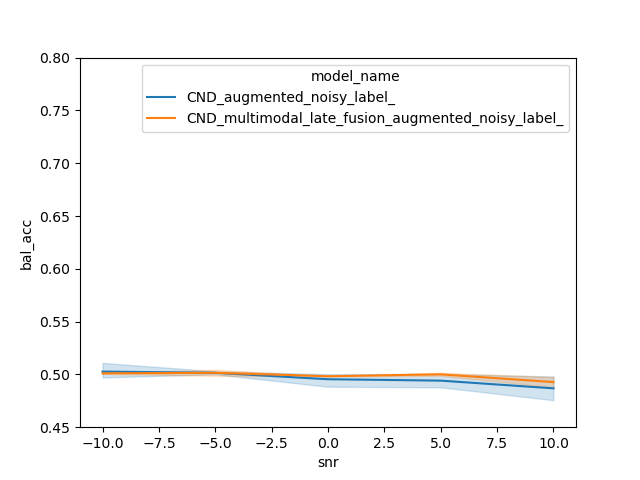 0.80
0.75
0.70
0.65
0.60
0.55
0.50
0.45
bal_acc
model_name
CND_augmented_noisy_label_
CND_multimodal_late_fusion_augmented_noisy_label_
−10.0 −7.5 −5.0 −2.5 0.0 2.5 5.0 7.5 10.0
snr